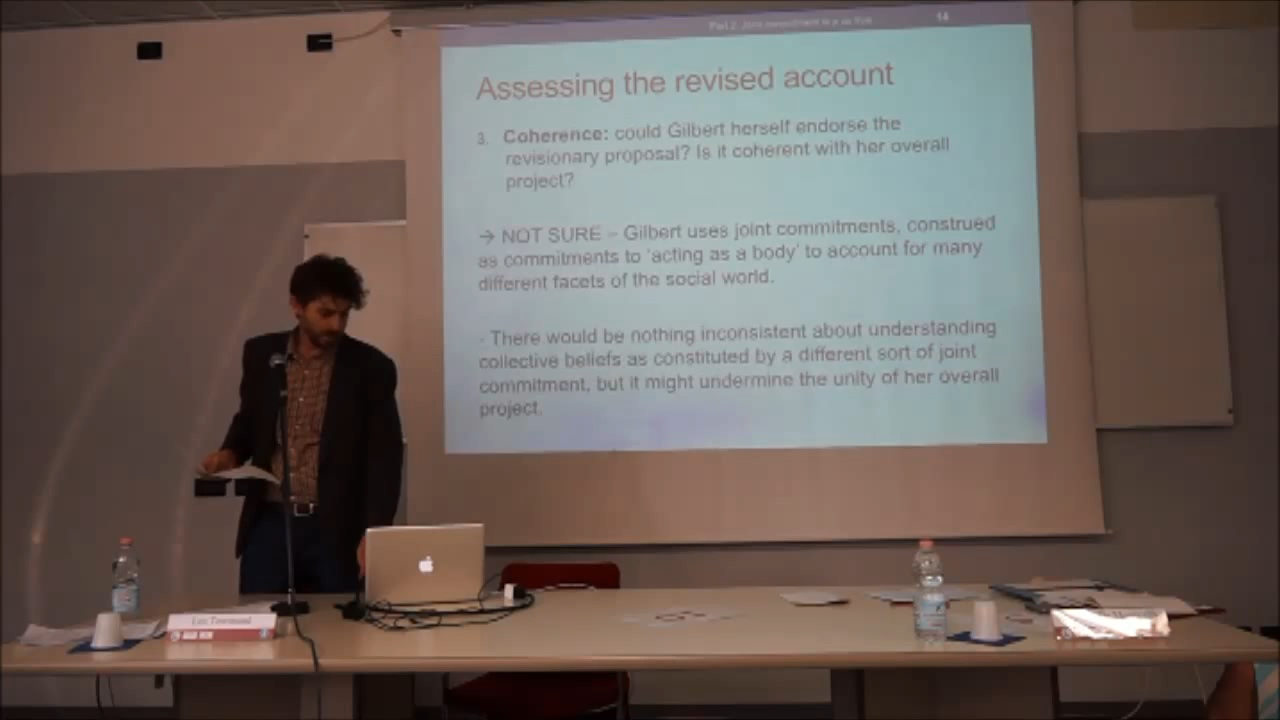 14
Assessing the revised account
3. Coherence: could Gilbert herself endorse the
revisionary proposal? Is it coherent with her overall
project?
→ NOT SURE – Gilbert uses joint commitments, construed
as commitments to 'acting as a body' to account for many
different facets of the social world.
- There would be nothing inconsistent about understanding
collective beliefs as constituted by a different sort of joint
commitment, but it might undermine the unity of her overall
project.
Leo Townsend